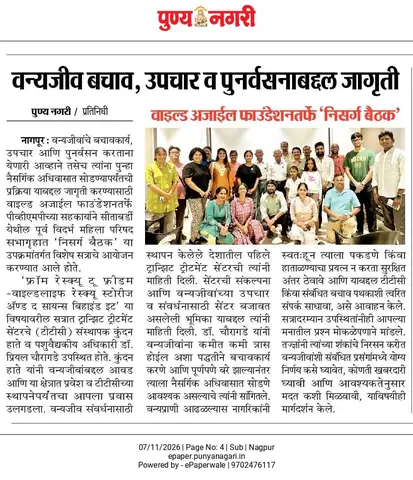 पुण्य नगरी
वन्यजीव बचाव, उपचार व पुनर्वसनाबद्दल जागृती
पुण्य नगरी / प्रतिनिधी
वाइल्ड अजाईल फाउंडेशनतर्फे ‘निसर्ग बैठक’
नागपूर : वन्यजीवांचे बचावकार्य,
उपचार आणि पुनर्वसन करताना
येणारी आव्हाने तसेच त्यांना पुन्हा
नैसर्गिक अधिवासात सोडण्यापर्यंतची
प्रक्रिया याबद्दल जागृती करण्यासाठी
वाइल्ड अजाईल फाउंडेशनतर्फे
पीव्हीएमपीच्या सहकार्याने सीताबर्डी
येथील पूर्व विदर्भ महिला परिषद
सभागृहात ‘निसर्ग बैठक’ या
उपक्रमांतर्गत विशेष सत्राचे आयोजन
करण्यात आले होते.
‘फ्रॉम रेस्क्यू टू फ्रीडम
-वाइल्डलाईफ रेस्क्यू स्टोरीज
अँण्ड द सायन्स बिहाइंड इट’ या
विषयावरील सत्रात ट्रान्झिट ट्रीटमेंट
सेंटरचे (टीटीसी) संस्थापक कुंदन
हाते व पशुवैद्यकीय अधिकारी डॉ.
प्रियल चौरागडे उपस्थित होते. कुंदन
हाते यांनी वन्यजीवांबद्दल आवड
आणि या क्षेत्रात प्रवेश व टीटीसीच्या
स्थापनेपर्यंतचा आपला प्रवास
उलगडला. वन्यजीव संवर्धनासाठी
स्थापन केलेले देशातील पहिले
ट्रान्झिट ट्रीटमेंट सेंटरची त्यांनी
माहिती दिली. सेंटरची संकल्पना
आणि वन्यजीवांच्या उपचार
व संवर्धनासाठी सेंटर बजावत
असलेली भूमिका याबद्दल त्यांनी
माहिती दिली. डॉ. चौरागडे यांनी
वन्यजीवांना कमीत कमी त्रास
होईल अशा पद्धतीने बचावकार्य
करणे आणि पूर्णपणे बरे झाल्यानंतर
त्याला नैसर्गिक अधिवासात सोडणे
आवश्यक असल्याचे त्यांनी सांगितले.
वन्यप्राणी आढळल्यास नागरिकांनी
स्वतःहून त्याला पकडणे किंवा
हाताळण्याचा प्रयत्न न करता सुरक्षित
अंतर ठेवावे आणि याबद्दल टीटीसी
किंवा संबंधित बचाव पथकाशी त्वरित
संपर्क साधावा, असे आवाहन केले.
सत्रादरम्यान उपस्थितांनीही आपल्या
मनातील प्रश्न मोकळेपणाने मांडले.
तज्ज्ञांनी त्यांच्या शंकांचे निरसन करीत
वन्यजीवांशी संबंधित प्रसंगांमध्ये योग्य
निर्णय कसे घ्यावेत, कोणती खबरदारी
घ्यावी आणि आवश्यकतेनुसार
मदत कशी मिळवावी, याविषयीही
मार्गदर्शन केले.
07/11/2026 | Page No: 4 | Sub | Nagpur
epaper.punyanagari.in
Powered by - ePaperwale | 9702476117